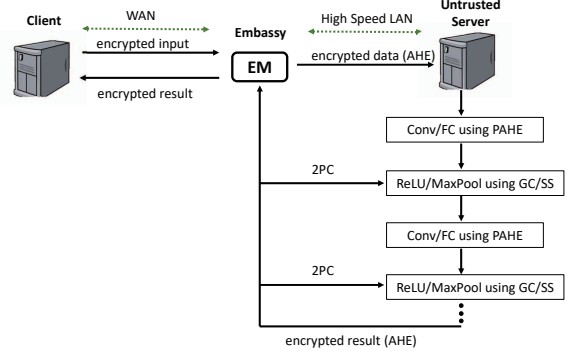 Client
WAN
encrypted input
encrypted result
Embassy
EM
High Speed LAN
encrypted data (AHE)
Untrusted
Server
Conv/FC using PAHE
2PC
ReLU/MaxPool using GC/SS
Conv/FC using PAHE
2PC
ReLU/MaxPool using GC/SS
encrypted result (AHE)